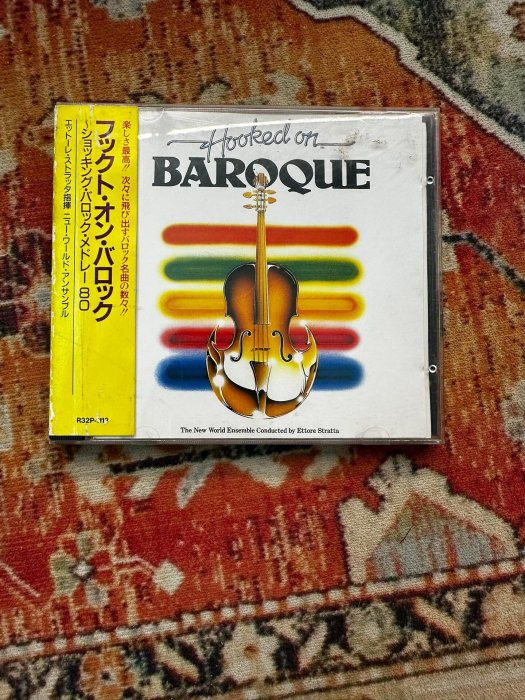 楽しさ最高!! 次々に飛び出すバロック名曲の数々!!
フックト・オン・バロック
~ショッキング・バロック・メドレー80
エットーレ・ストラッタ指揮 ニュー・ワールド・アンサンブル
Hooked on
BAROQUE
The New World Ensemble Conducted by Ettore Stratta